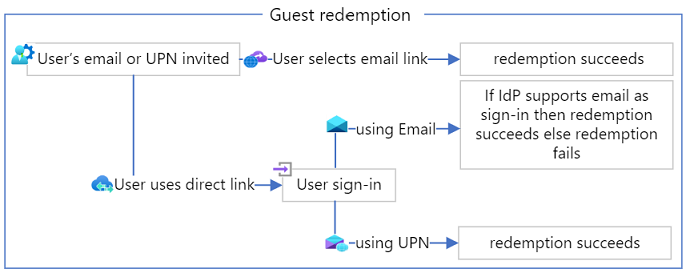 Guest redemption
User's email or UPN invited
User selects email link
redemption succeeds
If IdP supports email as
sign-in then redemption
succeeds else redemption
fails
using Email
User uses direct link
User sign-in
using UPN
redemption succeeds